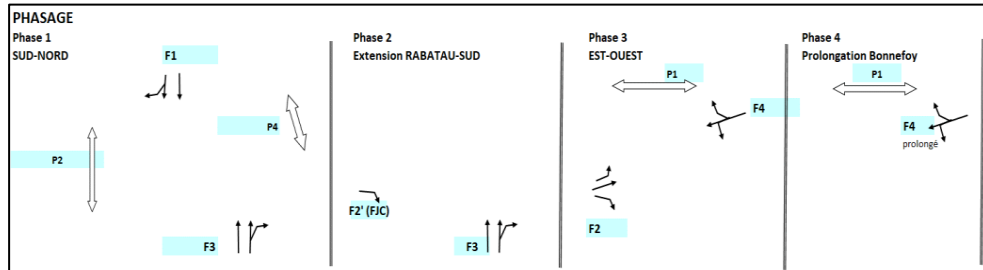 PHASAGE
Phase 1
SUD-NORD
F1
P4
P2
F3
Phase 2
Extension RABATAU-SUD
F2' (FJC)
F3
Phase 3
EST-OUEST
P1
F4
F2
Phase 4
Prolongation Bonnefoy
P1
F4
prolongé